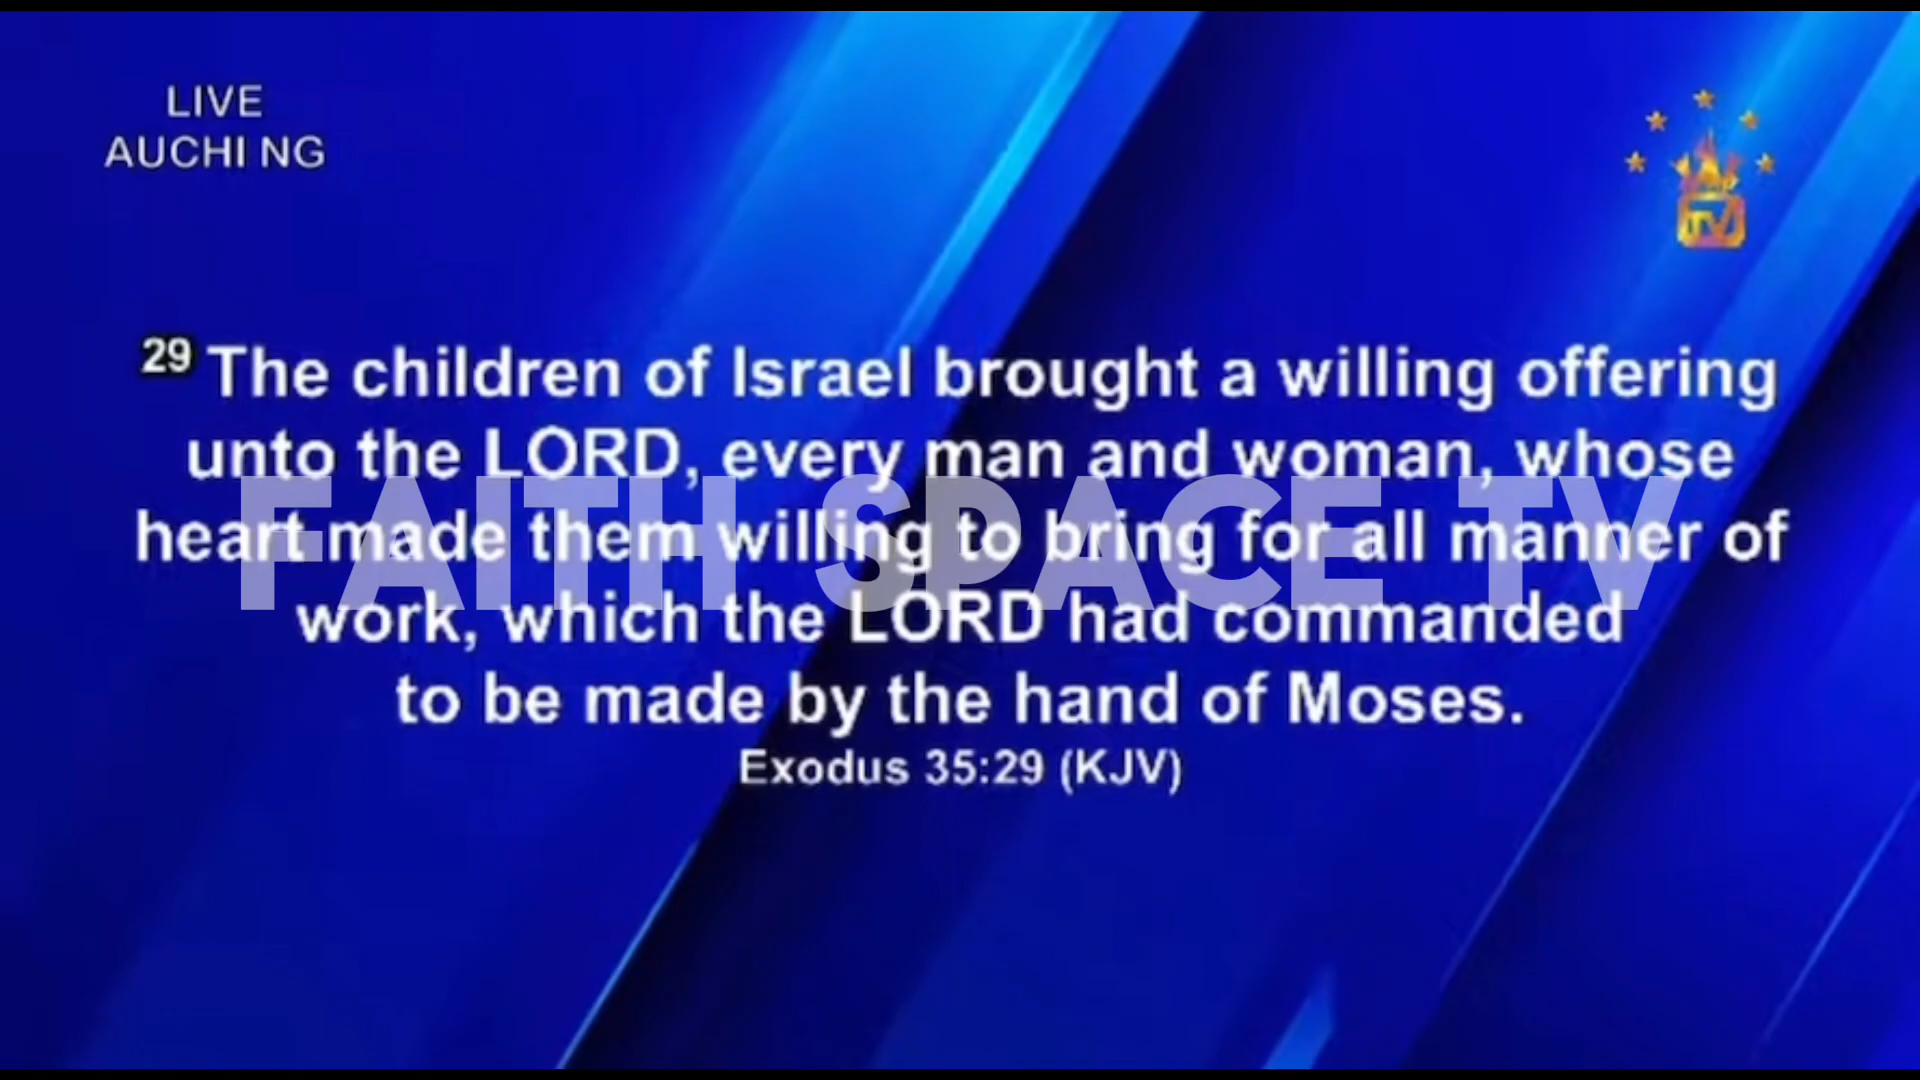 LIVE
AUCHI NG
TV
29 The children of Israel brought a willing offering
unto the LORD, every man and woman, whose
heart made them willing to bring for all manner of
work, which the LORD had commanded
to be made by the hand of Moses.
Exodus 35:29 (KJV)
FAITH SPACE TV